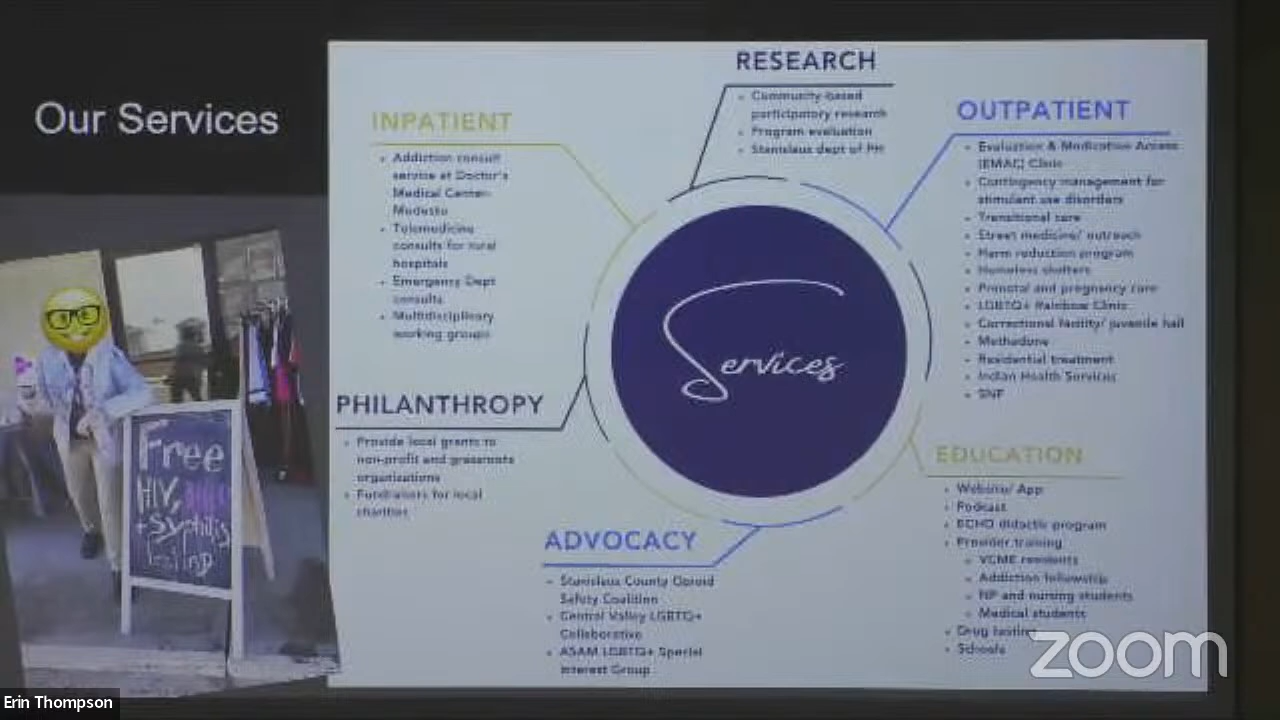 Our Services
Free
HIV,
+Syphilis
Testing
RESEARCH
Community-based
participatory research
Program evaluation
Stanislaus dept of PH
INPATIENT
Addiction consult
service at Doctor's
Medical Center-
Modesto
Telemedicine
consults for rural
hospitals
Emergency Dept
consults
Multidisciplinary
working groups
OUTPATIENT
Evaluation & Medication Access
(EMAC) Clinic
Contingency management for
stimulant use disorders
Transitional care
Street medicine/ outreach
Harm reduction program
Homeless shelters
Prenatal and pregnancy care
LGBTQ+ Rainbow Clinic
Correctional facility/ juvenile hall
Methadone
Residential treatment
Indian Health Services
SNF
Services
PHILANTHROPY
Provide local grants to
non-profit and grassroots
organizations
Fundraisers for local
charities
EDUCATION
Website/ App
Podcast
ECHO didactic program
Provider training
VCME residents
Addiction fellowship
NP and nursing students
Medical students
Drug testing
Schools
ADVOCACY
Stanislaus County Opioid
Safety Coalition
Central Valley LGBTQ+
Collaborative
ASAM LGBTQ+ Special
Interest Group
zoom
Erin Thompson